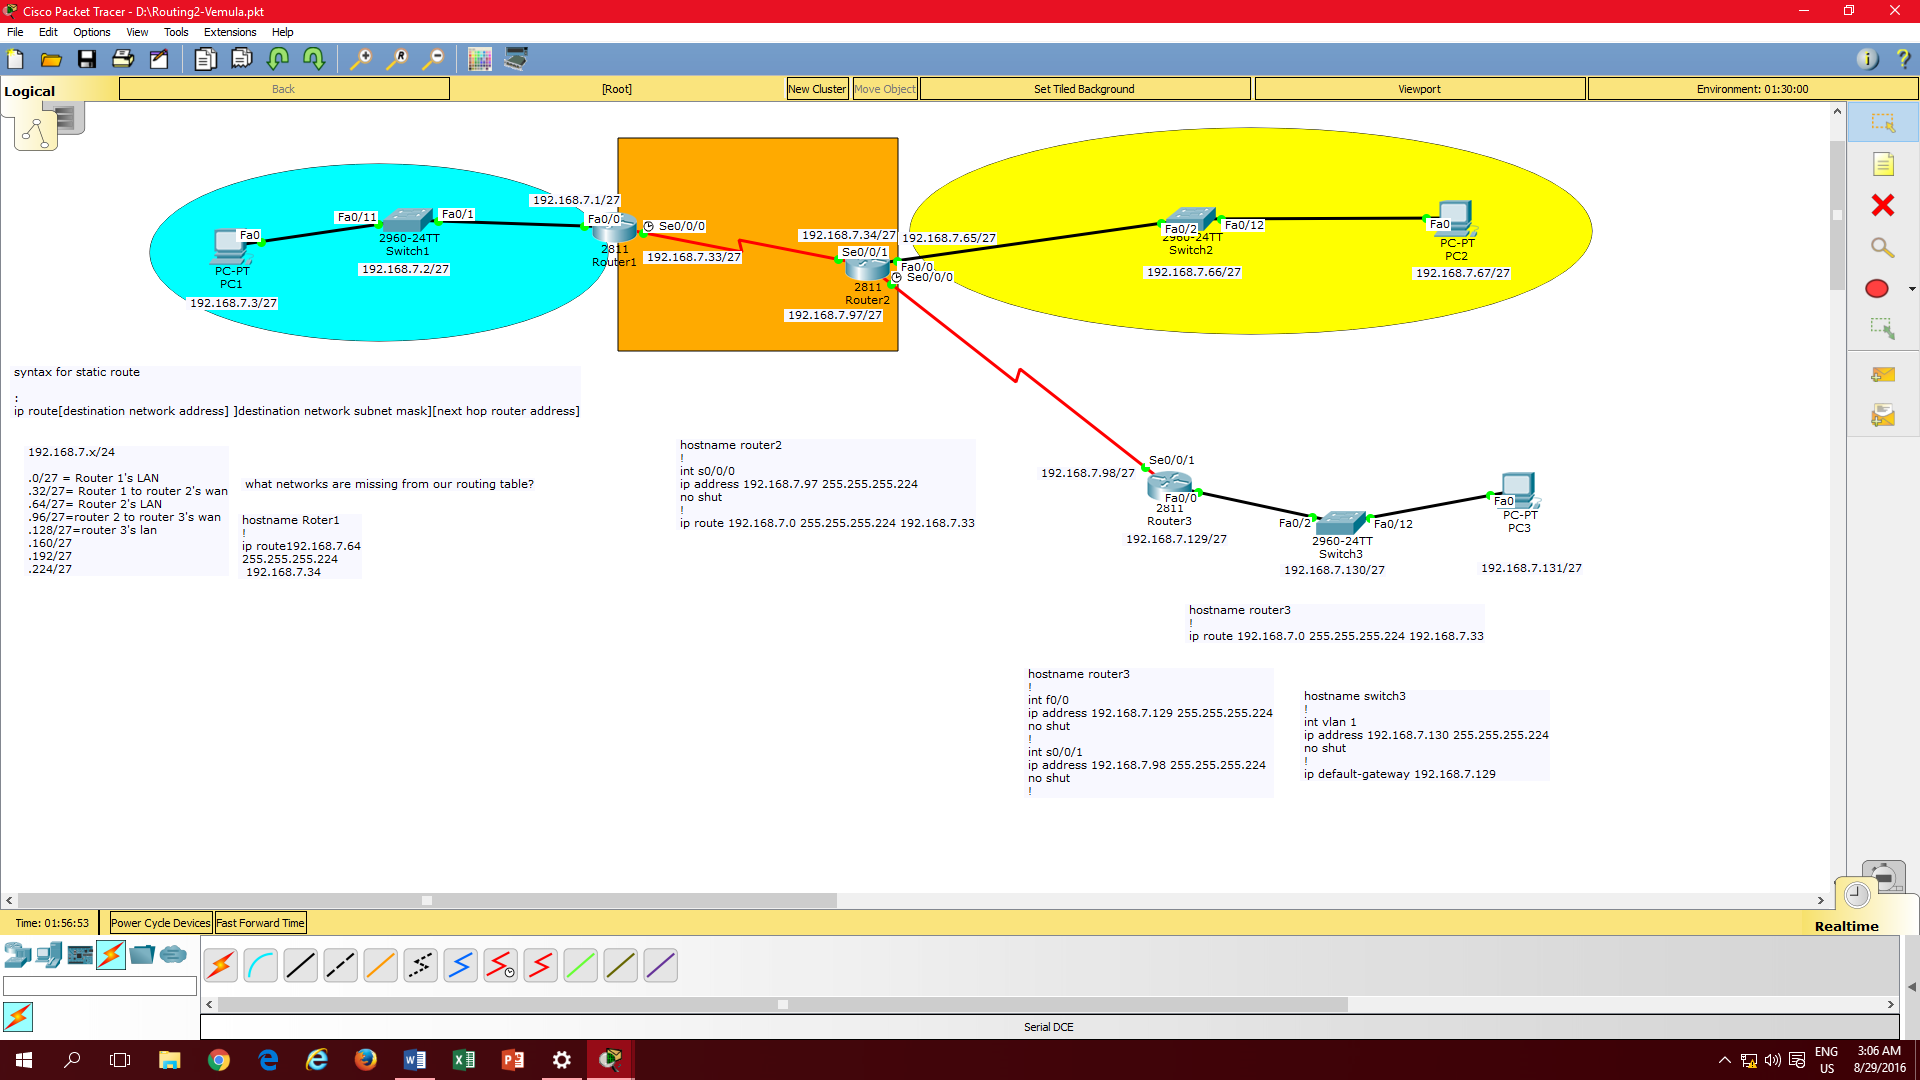 Cisco Packet Tracer - D:\Routing2-Vemula.pkt
File Edit Options View Tools Extensions Help
Logical
Back
[Root]
New Cluster
Move Object
Set Tiled Background
Viewport
Environment: 01:30:00
192.168.7.1/27
Fa0/11
Fa0/1
Fa0/0
Se0/0/0
Fa0
2960-24TT
Switch1
192.168.7.2/27
PC-PT
PC1
192.168.7.3/27
2811
Router1
192.168.7.33/27
192.168.7.34/27
192.168.7.65/27
Se0/0/1
Fa0/0
Se0/0/0
2811
Router2
192.168.7.97/27
Fa0/2
Fa0/12
2960-24TT
Switch2
192.168.7.66/27
Fa0
PC-PT
PC2
192.168.7.67/27
syntax for static route
:
ip route[destination network address] ]destination network subnet mask][next hop router address]
192.168.7.x/24
.0/27 = Router 1's LAN
.32/27= Router 1 to router 2's wan
.64/27= Router 2's LAN
.96/27=router 2 to router 3's wan
.128/27=router 3's lan
.160/27
.192/27
.224/27
what networks are missing from our routing table?
hostname Roter1
!
ip route192.168.7.64
255.255.255.224
192.168.7.34
hostname router2
!
int s0/0/0
ip address 192.168.7.97 255.255.255.224
no shut
!
ip route 192.168.7.0 255.255.255.224 192.168.7.33
Se0/0/1
192.168.7.98/27
Fa0/0
2811
Router3
192.168.7.129/27
Fa0/2
Fa0/12
2960-24TT
Switch3
192.168.7.130/27
Fa0
PC-PT
PC3
192.168.7.131/27
hostname router3
!
ip route 192.168.7.0 255.255.255.224 192.168.7.33
hostname router3
!
int f0/0
ip address 192.168.7.129 255.255.255.224
no shut
!
int s0/0/1
ip address 192.168.7.98 255.255.255.224
no shut
!
hostname switch3
!
int vlan 1
ip address 192.168.7.130 255.255.255.224
no shut
!
ip default-gateway 192.168.7.129
Time: 01:56:53
Power Cycle Devices
Fast Forward Time
Realtime
Serial DCE
ENG
US
3:06 AM
8/29/2016